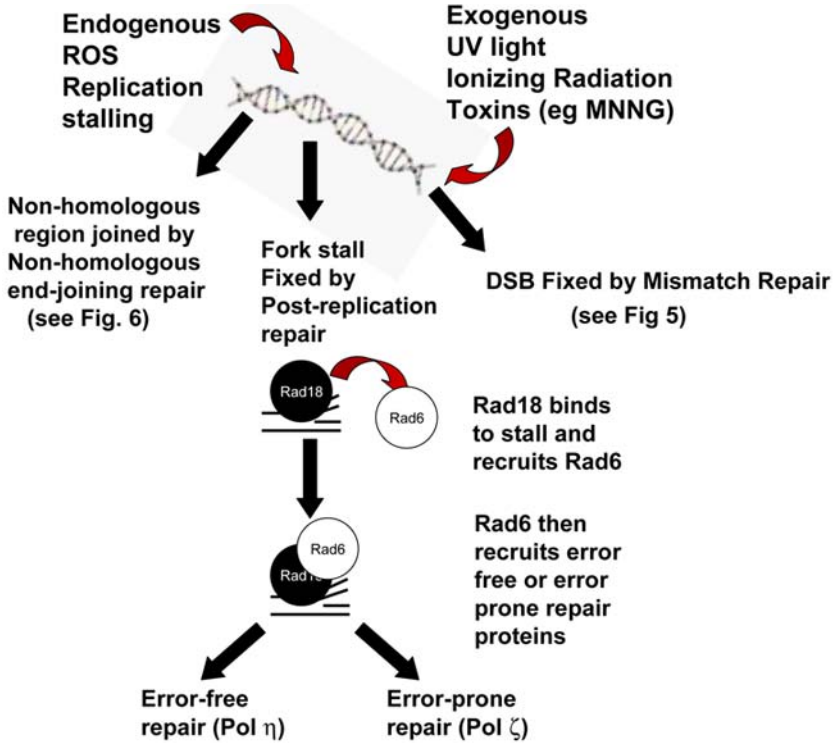 Endogenous
ROS
Replication
stalling
Exogenous
UV light
Ionizing Radiation
Toxins (eg MNNG)
Non-homologous
region joined by
Non-homologous
end-joining repair
(see Fig. 6)
Fork stall
Fixed by
Post-replication
repair
DSB Fixed by Mismatch Repair
(see Fig 5)
Rad18
Rad6
Rad18 binds
to stall and
recruits Rad6
Rad6
Rad6 then
recruits error
free or error
prone repair
proteins
Error-free
repair (Pol η)
Error-prone
repair (Pol ζ)